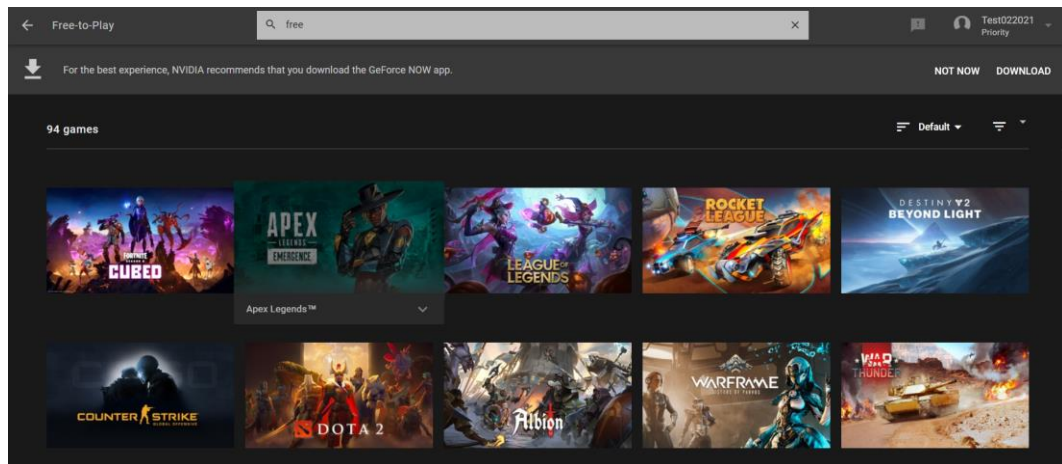 Free-to-Play
free
Test022021
Priority
For the best experience, NVIDIA recommends that you download the GeForce NOW app.
NOT NOW
DOWNLOAD
94 games
Default
FORTNITE
CUBED
APEX
LEGENDS
EMERGENCE
LEAGUE OF
LEGENDS
ROCKET
LEAGUE
DESTINY 2
BEYOND LIGHT
Apex Legends™
COUNTER STRIKE
GLOBAL OFFENSIVE
DOTA 2
Albion
WARFRAME
WAR
THUNDER